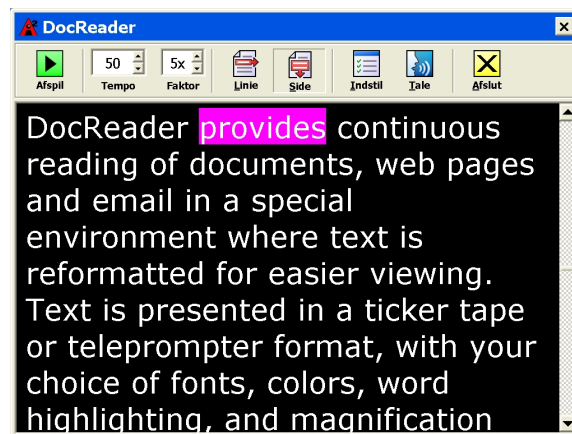 DocReader
50 5x
Afspil Tempo Faktor Linie Side Indstil Tale Afslut
DocReader provides continuous
reading of documents, web pages
and email in a special
environment where text is
reformatted for easier viewing.
Text is presented in a ticker tape
or teleprompter format, with your
choice of fonts, colors, word
highlighting, and magnification